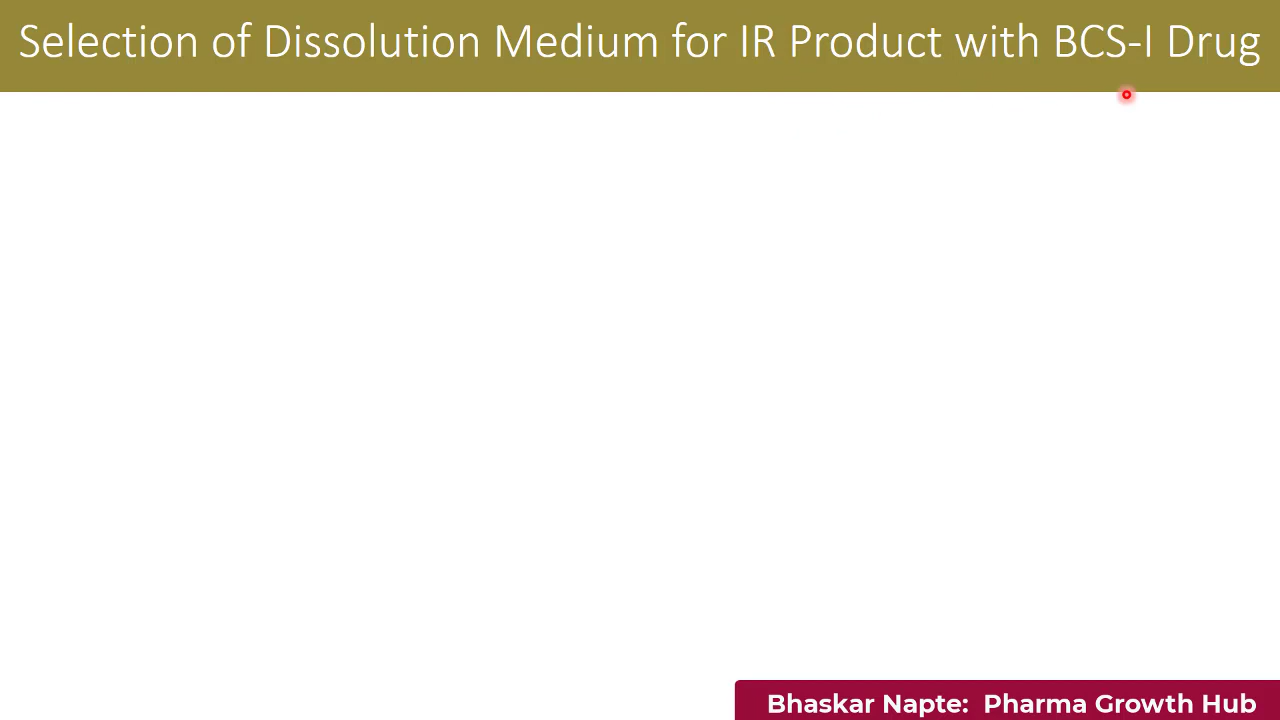 Selection of Dissolution Medium for IR Product with BCS-I Drug
Bhaskar Napte: Pharma Growth Hub